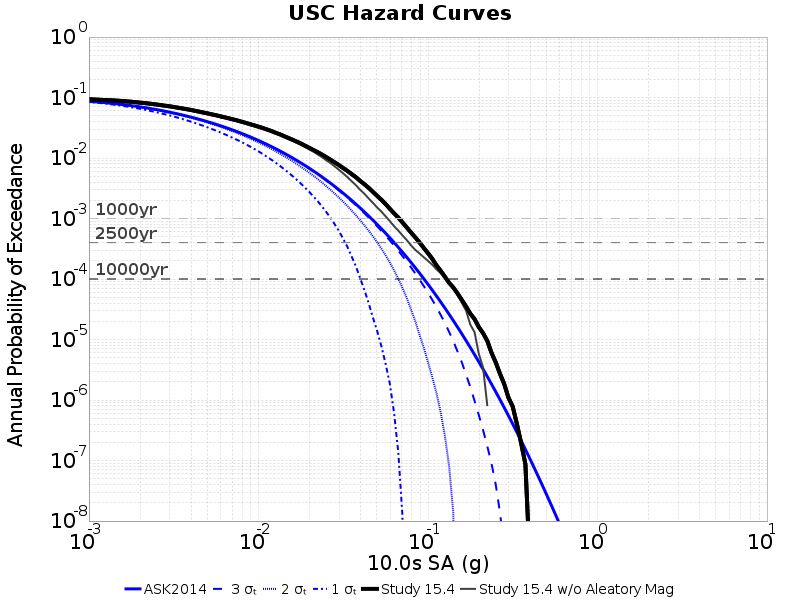 USC Hazard Curves
Annual Probability of Exceedance
10^0
10^-1
10^-2
10^-3
10^-4
10^-5
10^-6
10^-7
10^-8
1000yr
2500yr
10000yr
10^-3 10^-2 10^-1 10^0 10^1
10.0s SA (g)
ASK2014 3 σₜ 2 σₜ 1 σₜ Study 15.4 Study 15.4 w/o Aleatory Mag